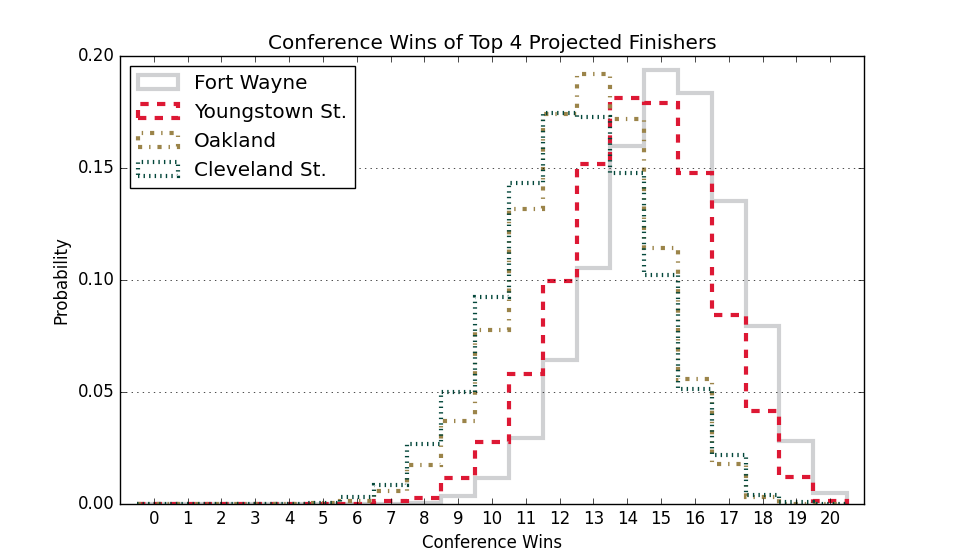 Conference Wins of Top 4 Projected Finishers
0.20
0.15
0.10
0.05
0.00
Probability
Fort Wayne
Youngstown St.
Oakland
Cleveland St.
0 1 2 3 4 5 6 7 8 9 10 11 12 13 14 15 16 17 18 19 20
Conference Wins